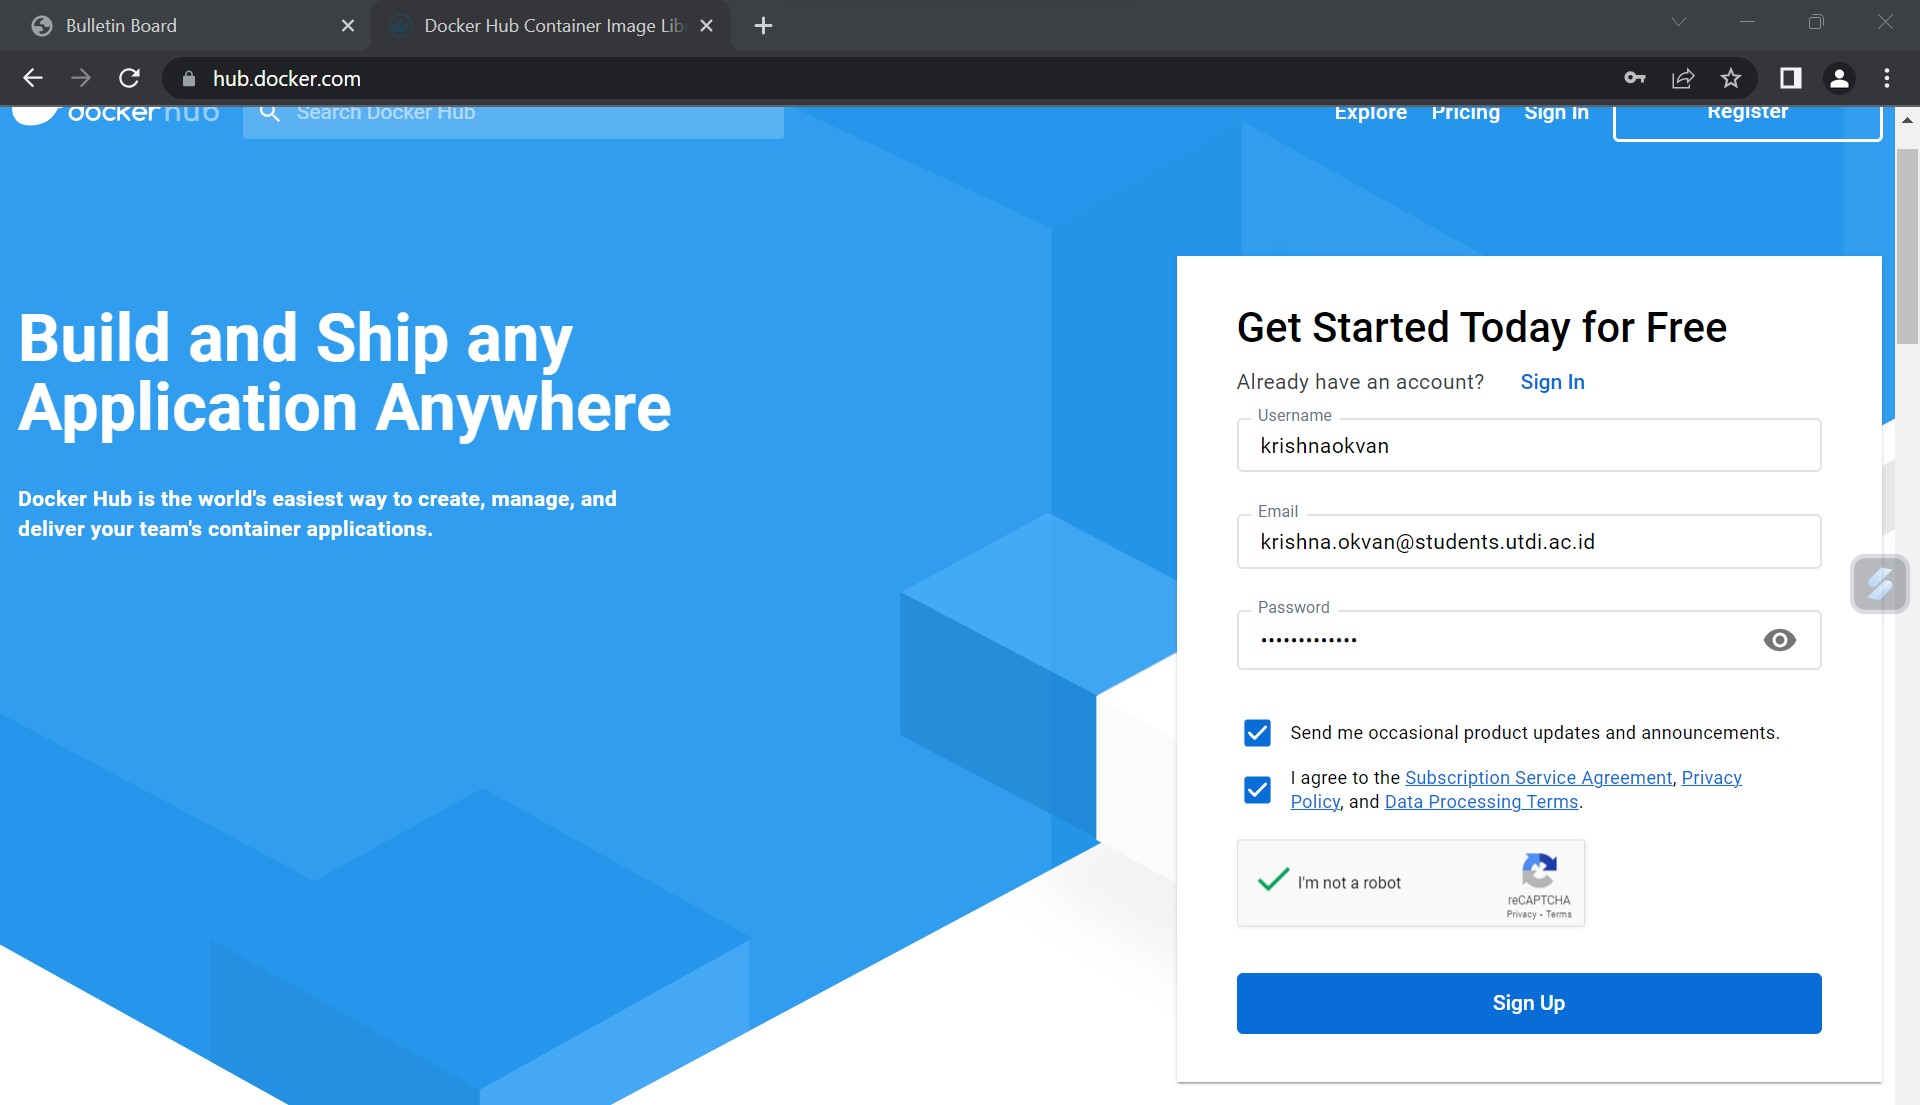 Bulletin Board
Docker Hub Container Image Lib
hub.docker.com
docker hub
Search Docker Hub
Explore
Pricing
Sign In
Register
Build and Ship any
Application Anywhere
Docker Hub is the world's easiest way to create, manage, and
deliver your team's container applications.
Get Started Today for Free
Already have an account? Sign In
Username
krishnaokvan
Email
krishna.okvan@students.utdi.ac.id
Password
•••••••••••••
Send me occasional product updates and announcements.
I agree to the Subscription Service Agreement, Privacy
Policy, and Data Processing Terms.
I'm not a robot
reCAPTCHA
Privacy - Terms
Sign Up